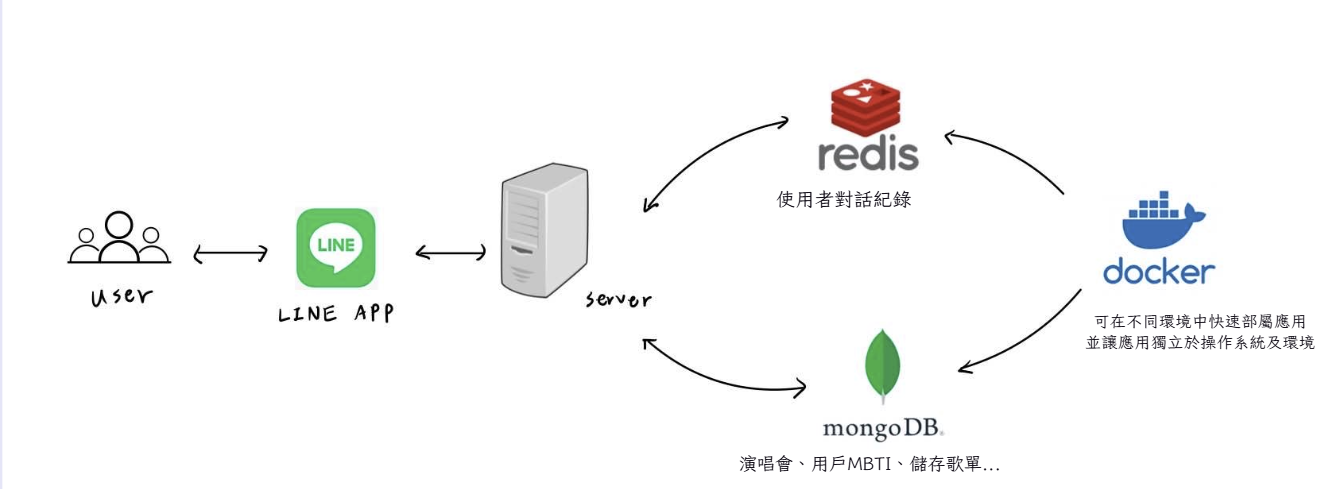 user
LINE
LINE APP
server
redis
使用者對話紀錄
mongoDB
演唱會、用戶MBTI、儲存歌單...
docker
可在不同環境中快速部屬應用
並讓應用獨立於操作系統及環境